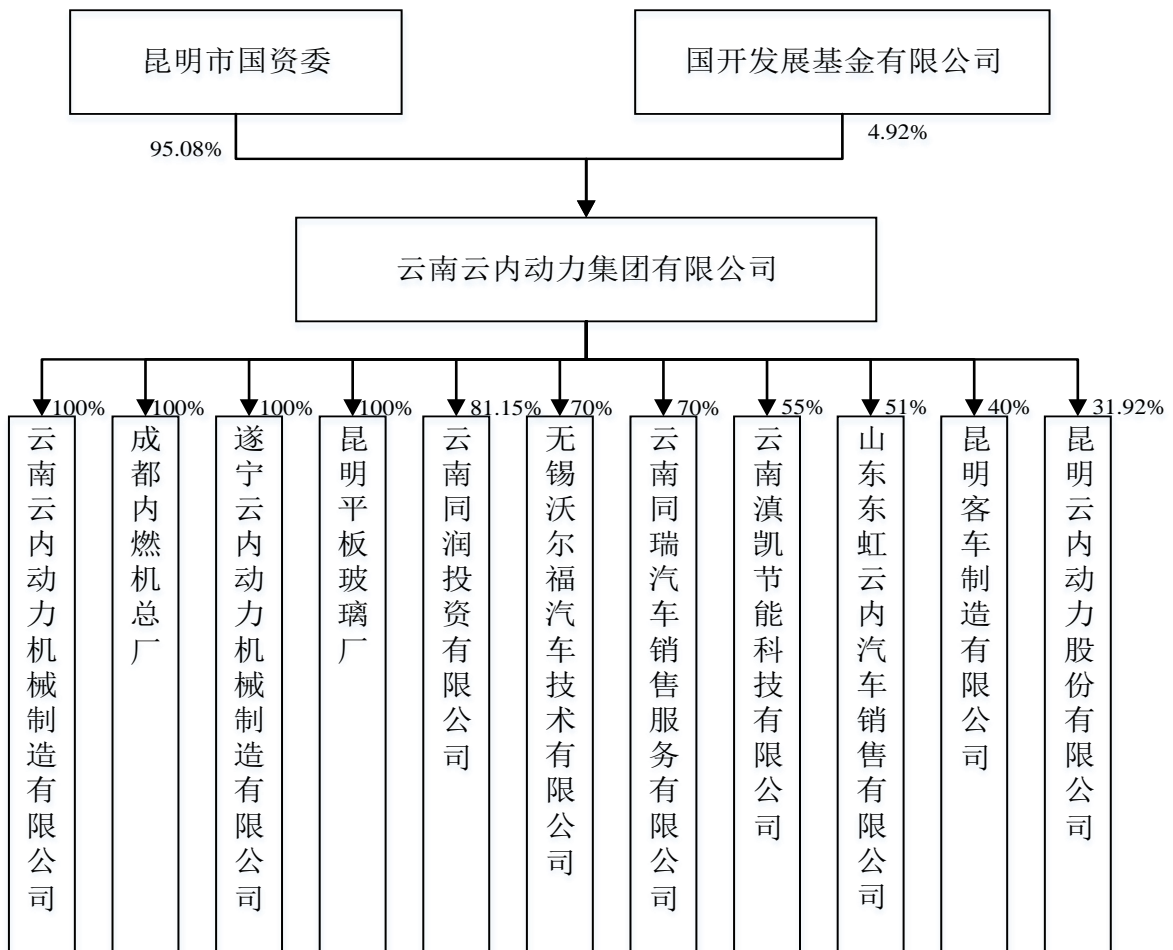 昆明市国资委
国开发展基金有限公司
95.08%
4.92%
云南云内动力集团有限公司
100%
100%
100%
100%
81.15%
70%
70%
55%
51%
40%
31.92%
云南云内动力机械制造有限公司
成都内燃机总厂
遂宁云内动力机械制造有限公司
昆明平板玻璃厂
云南同润投资有限公司
无锡沃尔福汽车技术有限公司
云南同瑞汽车销售服务有限公司
云南滇凯节能科技有限公司
山东东虹云内汽车销售有限公司
昆明客车制造有限公司
昆明云内动力股份有限公司